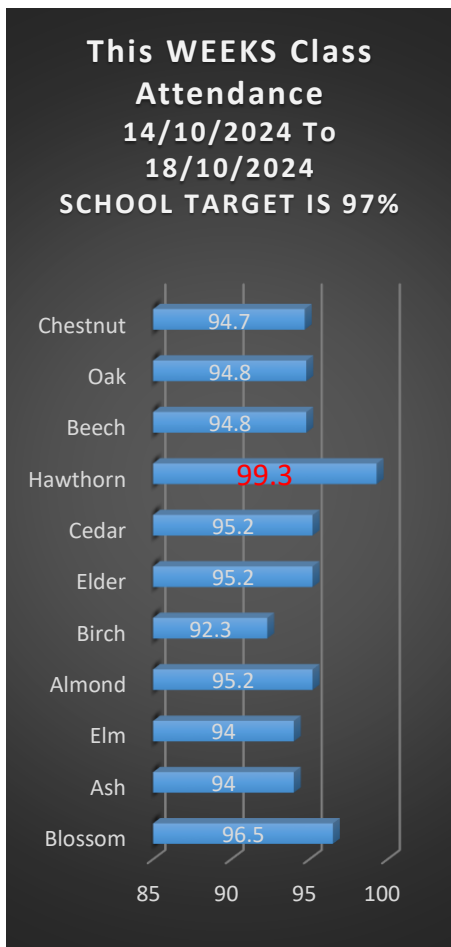 This WEEKS Class
Attendance
14/10/2024 To
18/10/2024
SCHOOL TARGET IS 97%
Chestnut 94.7
Oak 94.8
Beech 94.8
Hawthorn 99.3
Cedar 95.2
Elder 95.2
Birch 92.3
Almond 95.2
Elm 94
Ash 94
Blossom 96.5
85 90 95 100